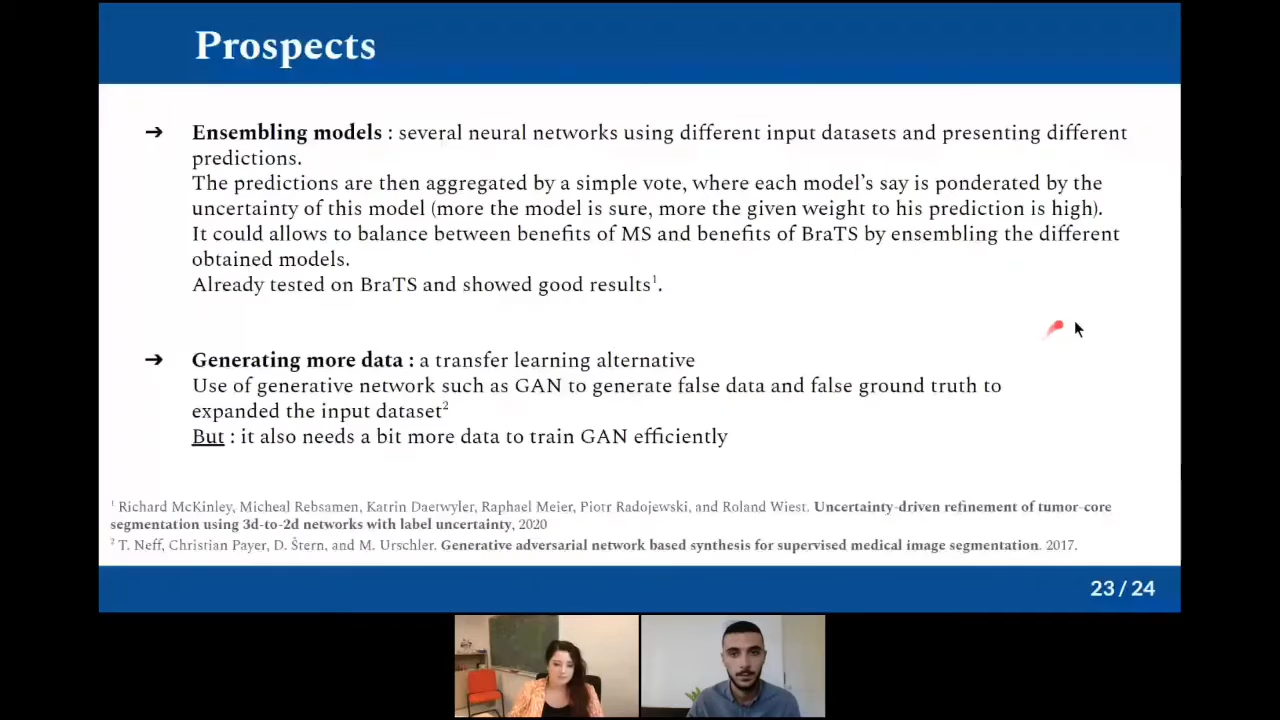 Prospects
➔ Ensembling models : several neural networks using different input datasets and presenting different
predictions.
The predictions are then aggregated by a simple vote, where each model's say is ponderated by the
uncertainty of this model (more the model is sure, more the given weight to his prediction is high).
It could allows to balance between benefits of MS and benefits of BraTS by ensembling the different
obtained models.
Already tested on BraTS and showed good results¹.
➔ Generating more data : a transfer learning alternative
Use of generative network such as GAN to generate false data and false ground truth to
expanded the input dataset²
But : it also needs a bit more data to train GAN efficiently
¹ Richard McKinley, Micheal Rebsamen, Katrin Daetwyler, Raphael Meier, Piotr Radojewski, and Roland Wiest. Uncertainty-driven refinement of tumor-core
segmentation using 3d-to-2d networks with label uncertainty, 2020
² T. Neff, Christian Payer, D. Štern, and M. Urschler. Generative adversarial network based synthesis for supervised medical image segmentation. 2017.
23 / 24